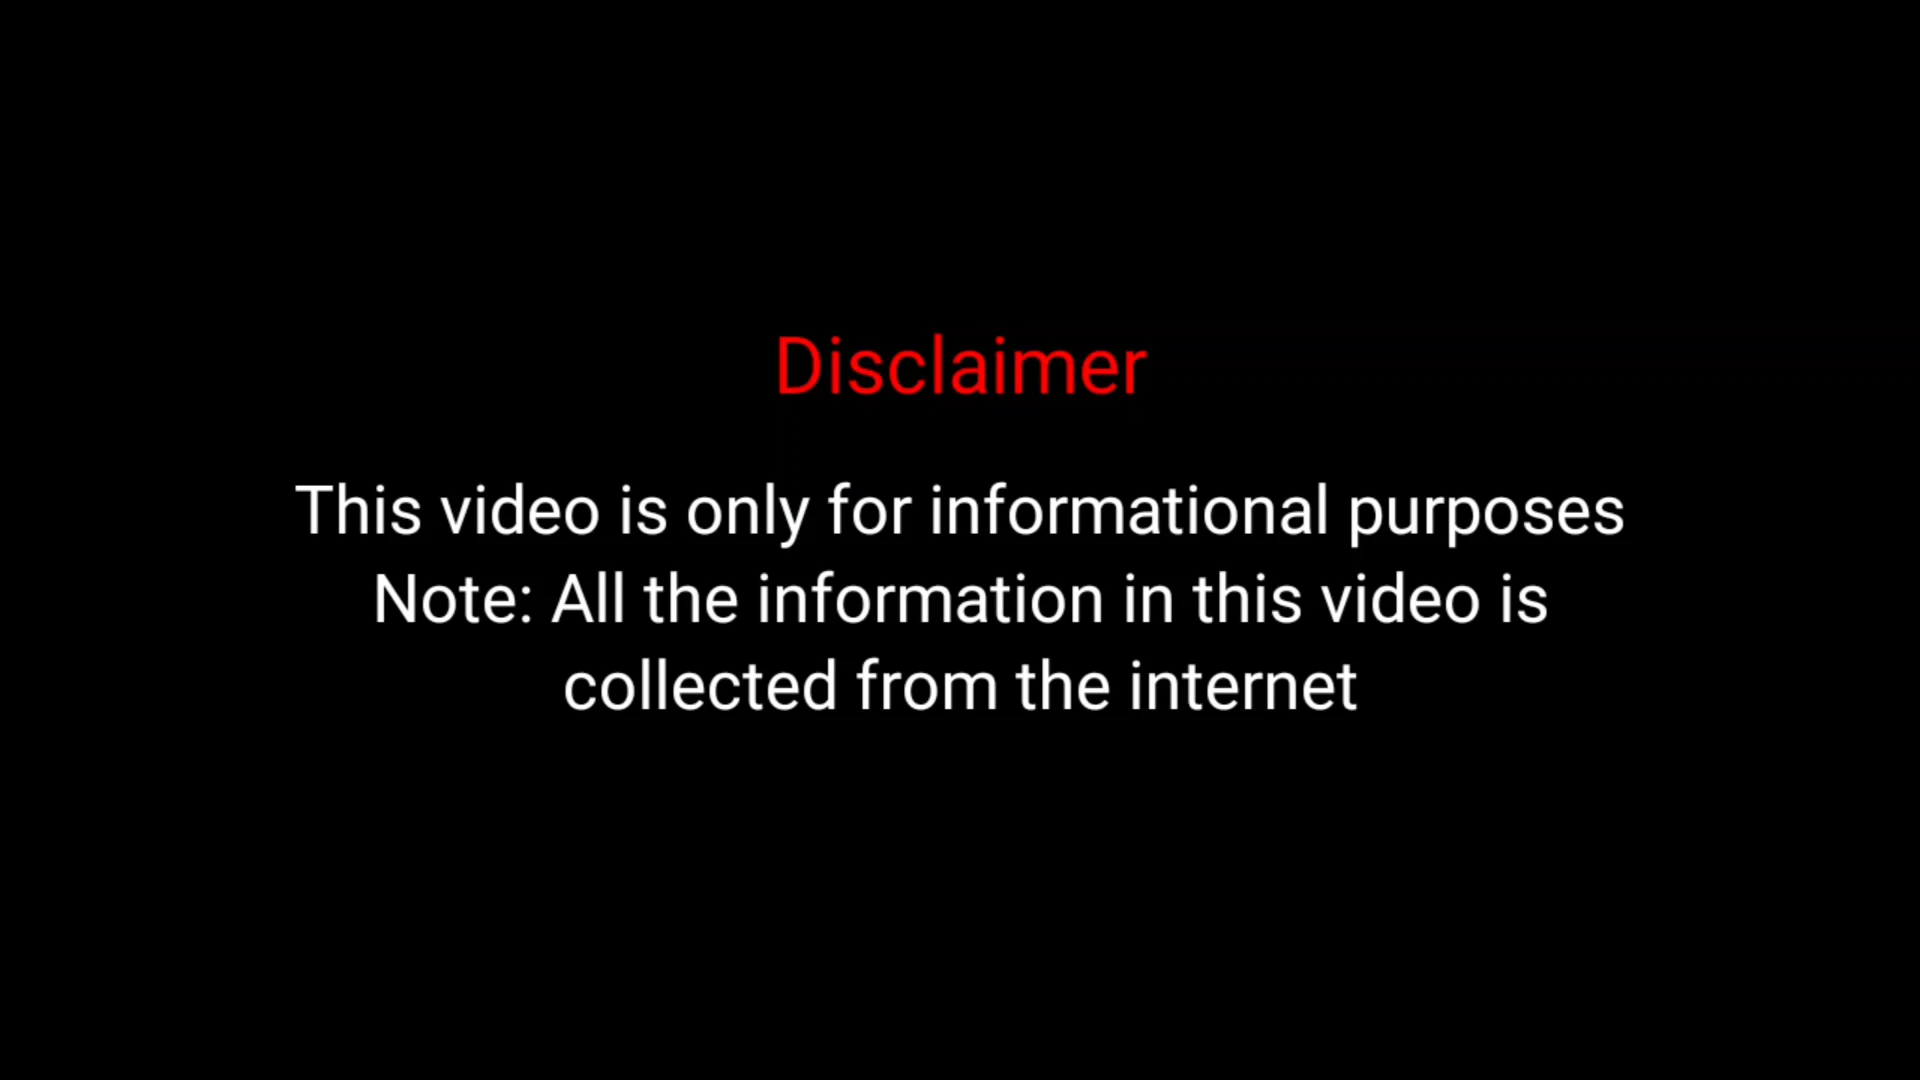 Disclaimer
This video is only for informational purposes
Note: All the information in this video is
collected from the internet